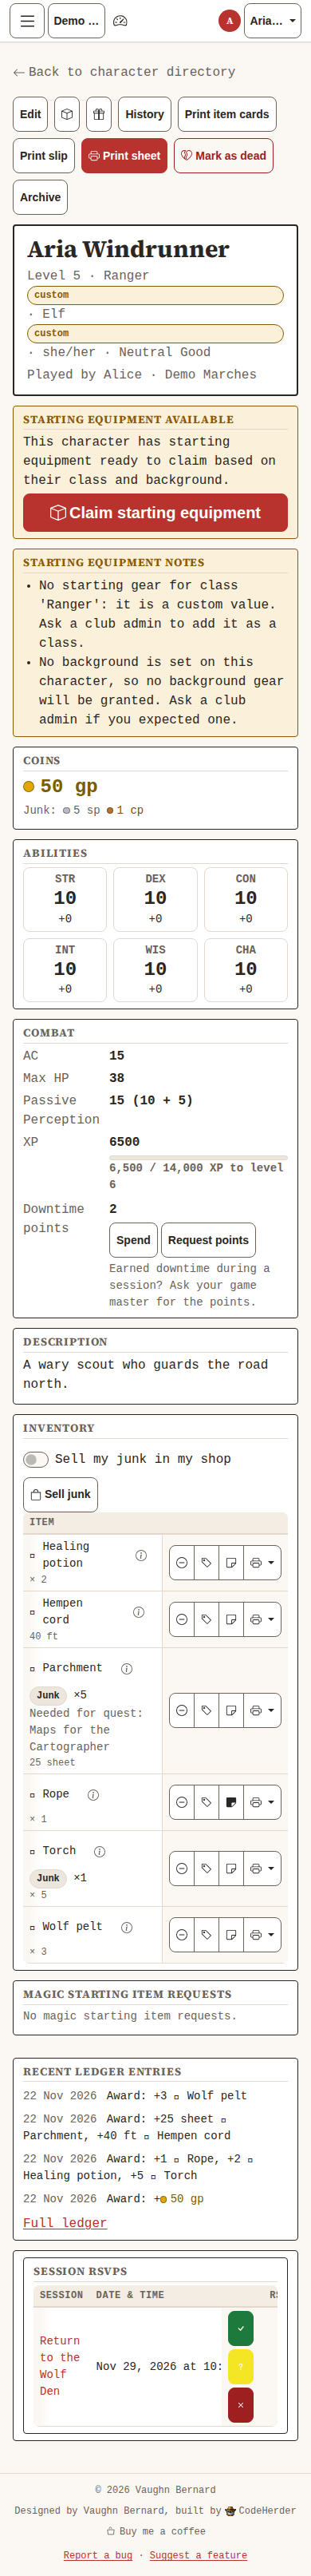 Demo ...
A
Aria...
Back to character directory
Edit
History
Print item cards
Print slip
Print sheet
Mark as dead
Archive
Aria Windrunner
Level 5 · Ranger
custom
· Elf
custom
· she/her · Neutral Good
Played by Alice · Demo Marches
STARTING EQUIPMENT AVAILABLE
This character has starting
equipment ready to claim based on
their class and background.
Claim starting equipment
STARTING EQUIPMENT NOTES
• No starting gear for class
'Ranger': it is a custom value.
Ask a club admin to add it as a
class.
• No background is set on this
character, so no background gear
will be granted. Ask a club
admin if you expected one.
COINS
50 gp
Junk: 5 sp 1 cp
ABILITIES
STR DEX CON
10 10 10
+0 +0 +0
INT WIS CHA
10 10 10
+0 +0 +0
COMBAT
AC 15
Max HP 38
Passive 15 (10 + 5)
Perception
XP 6500
6,500 / 14,000 XP to level
6
Downtime 2
points
Spend Request points
Earned downtime during a
session? Ask your game
master for the points.
DESCRIPTION
A wary scout who guards the road
north.
INVENTORY
Sell my junk in my shop
Sell junk
ITEM
Healing
potion
× 2
Hempen
cord
40 ft
Parchment
Junk ×5
Needed for quest:
Maps for the
Cartographer
25 sheet
Rope
× 1
Torch
Junk ×1
× 5
Wolf pelt
× 3
MAGIC STARTING ITEM REQUESTS
No magic starting item requests.
RECENT LEDGER ENTRIES
22 Nov 2026 Award: +3 Wolf pelt
22 Nov 2026 Award: +25 sheet
Parchment, +40 ft Hempen cord
22 Nov 2026 Award: +1 Rope, +2
Healing potion, +5 Torch
22 Nov 2026 Award: +50 gp
Full ledger
SESSION RSVPS
SESSION DATE & TIME
Return
to the
Wolf
Den
Nov 29, 2026 at 10:
?
© 2026 Vaughn Bernard
Designed by Vaughn Bernard, built by CodeHerder
Buy me a coffee
Report a bug · Suggest a feature